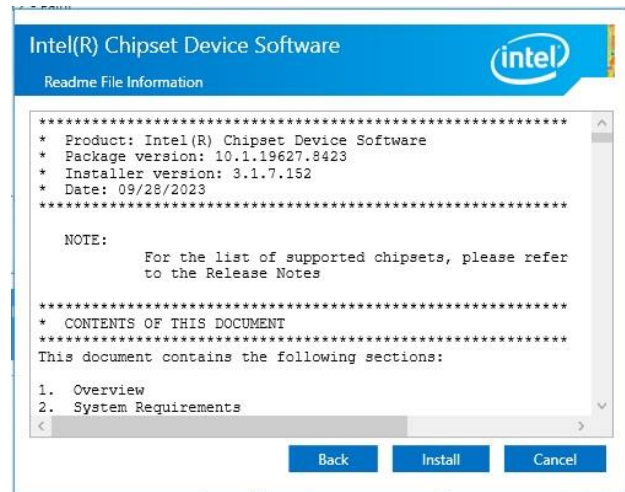 Intel(R) Chipset Device Software
intel
Readme File Information
************************************************************
* Product: Intel(R) Chipset Device Software
* Package version: 10.1.19627.8423
* Installer version: 3.1.7.152
* Date: 09/28/2023
************************************************************
NOTE:
For the list of supported chipsets, please refer
to the Release Notes
************************************************************
* CONTENTS OF THIS DOCUMENT
************************************************************
This document contains the following sections:
1. Overview
2. System Requirements
Back Install Cancel